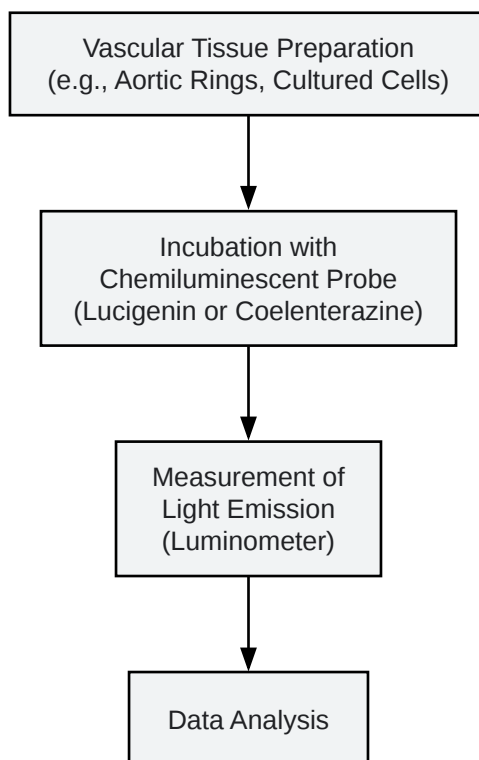 Vascular Tissue Preparation
(e.g., Aortic Rings, Cultured Cells)
Incubation with
Chemiluminescent Probe
(Lucigenin or Coelenterazine)
Measurement of
Light Emission
(Luminometer)
Data Analysis